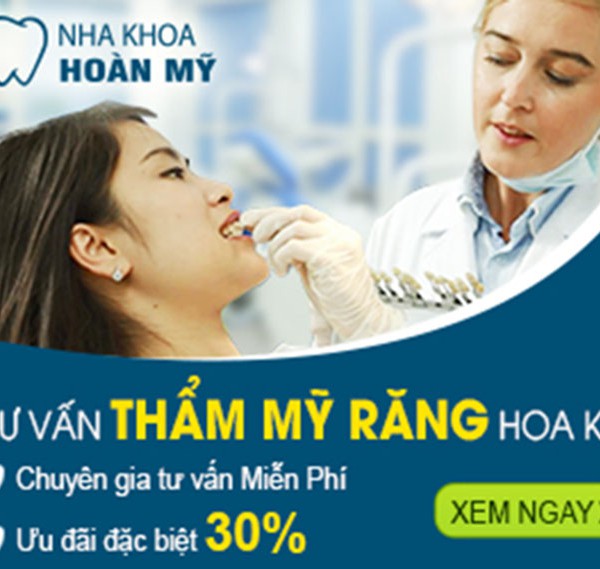 NHA KHOA
HOÀN MỸ
Ư VẤN THẨM MỸ RĂNG HOA K
Chuyên gia tư vấn Miễn Phí
Ưu đãi đặc biệt 30%
XEM NGAY